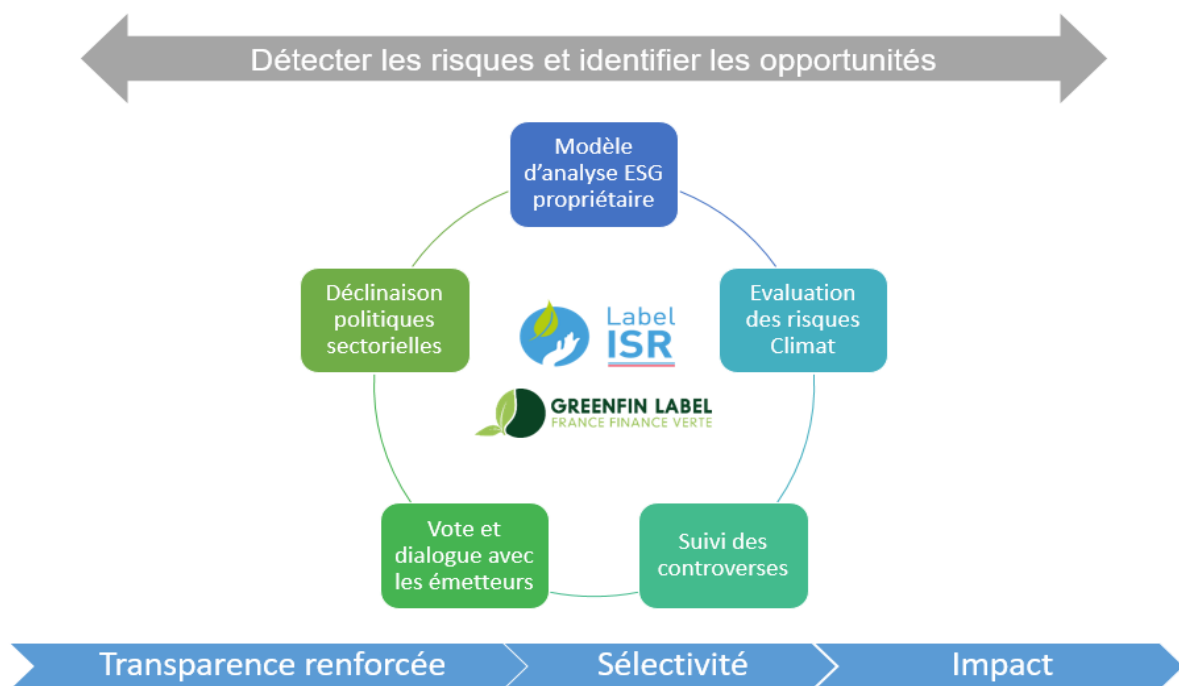 Détecter les risques et identifier les opportunités
Modèle
d'analyse ESG
propriétaire
Déclinaison
politiques
sectorielles
Evaluation
des risques
Climat
Label
ISR
GREENFIN LABEL
FRANCE FINANCE VERTE
Vote et
dialogue avec
les émetteurs
Suivi des
controverses
Transparence renforcée
Sélectivité
Impact